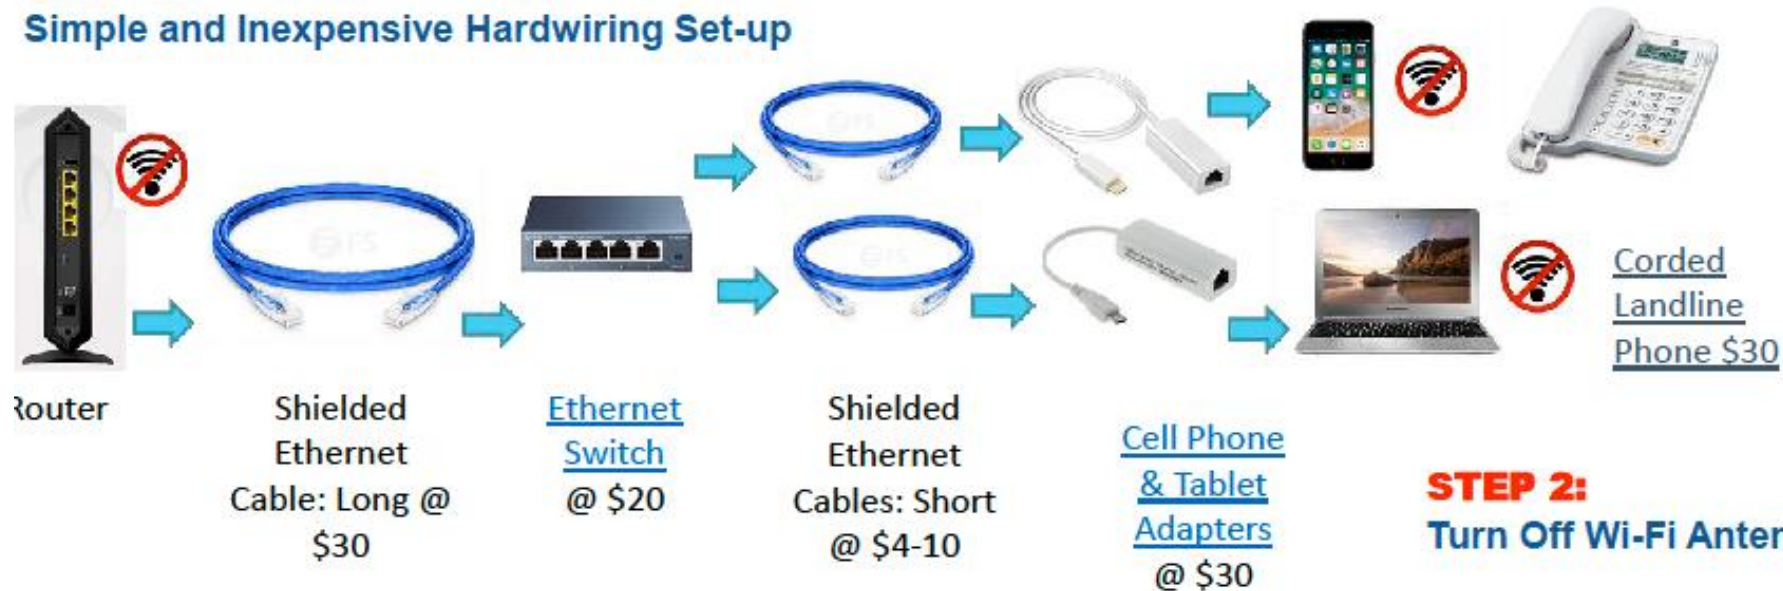 Simple and Inexpensive Hardwiring Set-up
Router
Shielded
Ethernet
Cable: Long @
$30
Ethernet
Switch
@ $20
Shielded
Ethernet
Cables: Short
@ $4-10
Cell Phone
& Tablet
Adapters
@ $30
Corded
Landline
Phone $30
STEP 2:
Turn Off Wi-Fi Anter